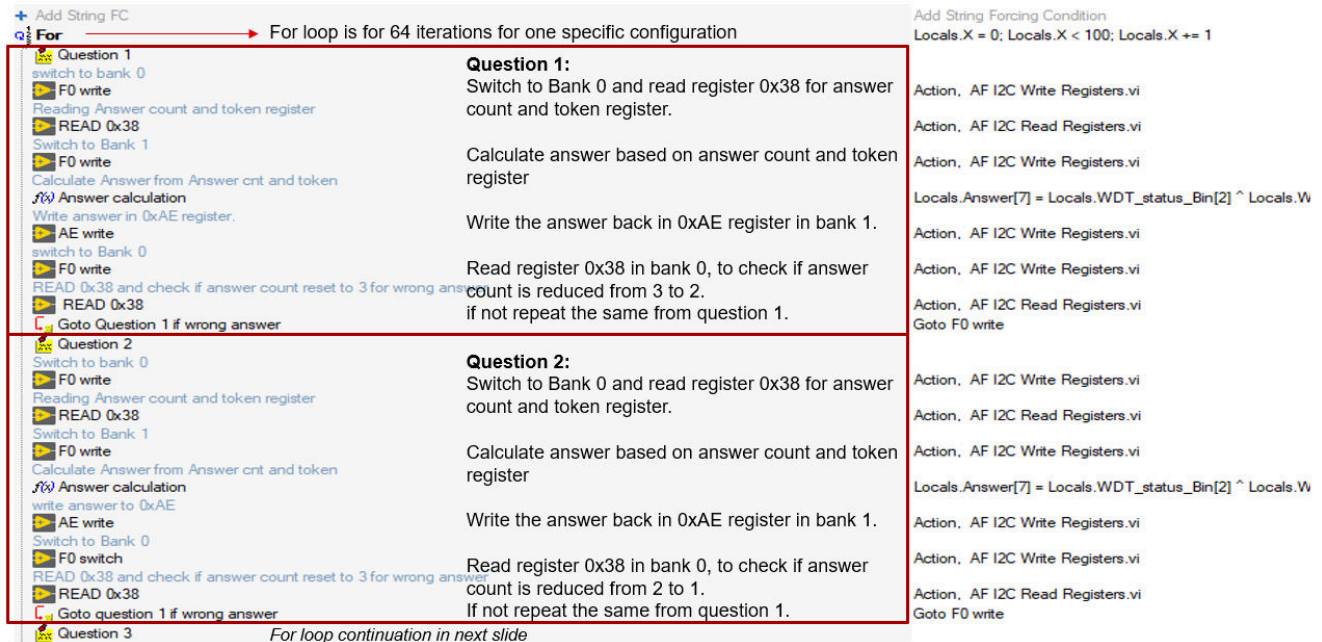 Add String FC
Add String Forcing Condition
For
For loop is for 64 iterations for one specific configuration
Locals.X = 0; Locals.X < 100; Locals.X += 1
Question 1
switch to bank 0
F0 write
Reading Answer count and token register
READ 0x38
Switch to Bank 1
F0 write
Calculate Answer from Answer cnt and token
f(x) Answer calculation
Write answer in 0xAE register.
AE write
switch to Bank 0
F0 write
READ 0x38 and check if answer count reset to 3 for wrong answer
READ 0x38
Goto Question 1 if wrong answer
Question 1:
Switch to Bank 0 and read register 0x38 for answer
count and token register.
Calculate answer based on answer count and token
register
Write the answer back in 0xAE register in bank 1.
Read register 0x38 in bank 0, to check if answer
count is reduced from 3 to 2.
if not repeat the same from question 1.
Action, AF I2C Write Registers.vi
Action, AF I2C Read Registers.vi
Action, AF I2C Write Registers.vi
Locals.Answer[7] = Locals.WDT_status_Bin[2] ^ Locals.W
Action, AF I2C Write Registers.vi
Action, AF I2C Write Registers.vi
Action, AF I2C Read Registers.vi
Goto F0 write
Question 2
Switch to bank 0
F0 write
Reading Answer count and token register
READ 0x38
Switch to Bank 1
F0 write
Calculate Answer from Answer cnt and token
f(x) Answer calculation
write answer to 0xAE
AE write
Switch to Bank 0
F0 switch
READ 0x38 and check if answer count reset to 3 for wrong answer
READ 0x38
Goto question 1 if wrong answer
Question 2:
Switch to Bank 0 and read register 0x38 for answer
count and token register.
Calculate answer based on answer count and token
register
Write the answer back in 0xAE register in bank 1.
Read register 0x38 in bank 0, to check if answer
count is reduced from 2 to 1.
If not repeat the same from question 1.
Action, AF I2C Write Registers.vi
Action, AF I2C Read Registers.vi
Action, AF I2C Write Registers.vi
Locals.Answer[7] = Locals.WDT_status_Bin[2] ^ Locals.W
Action, AF I2C Write Registers.vi
Action, AF I2C Write Registers.vi
Action, AF I2C Read Registers.vi
Goto F0 write
Question 3
For loop continuation in next slide